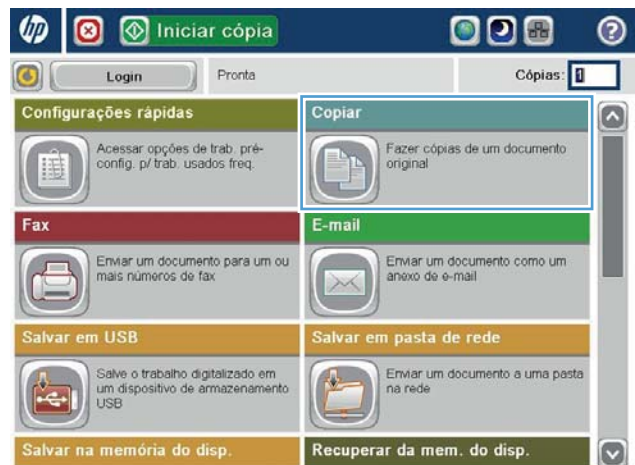 hp
Iniciar cópia
?
Login
Pronta
Cópias: 1
Configurações rápidas
Acessar opções de trab. pré-
config. p/ trab. usados freq.
Copiar
Fazer cópias de um documento
original
Fax
Enviar um documento para um ou
mais números de fax
E-mail
Enviar um documento como um
anexo de e-mail
Salvar em USB
Salve o trabalho digitalizado em
um dispositivo de armazenamento
USB
Salvar em pasta de rede
Enviar um documento a uma pasta
na rede
Salvar na memória do disp.
Recuperar da mem. do disp.